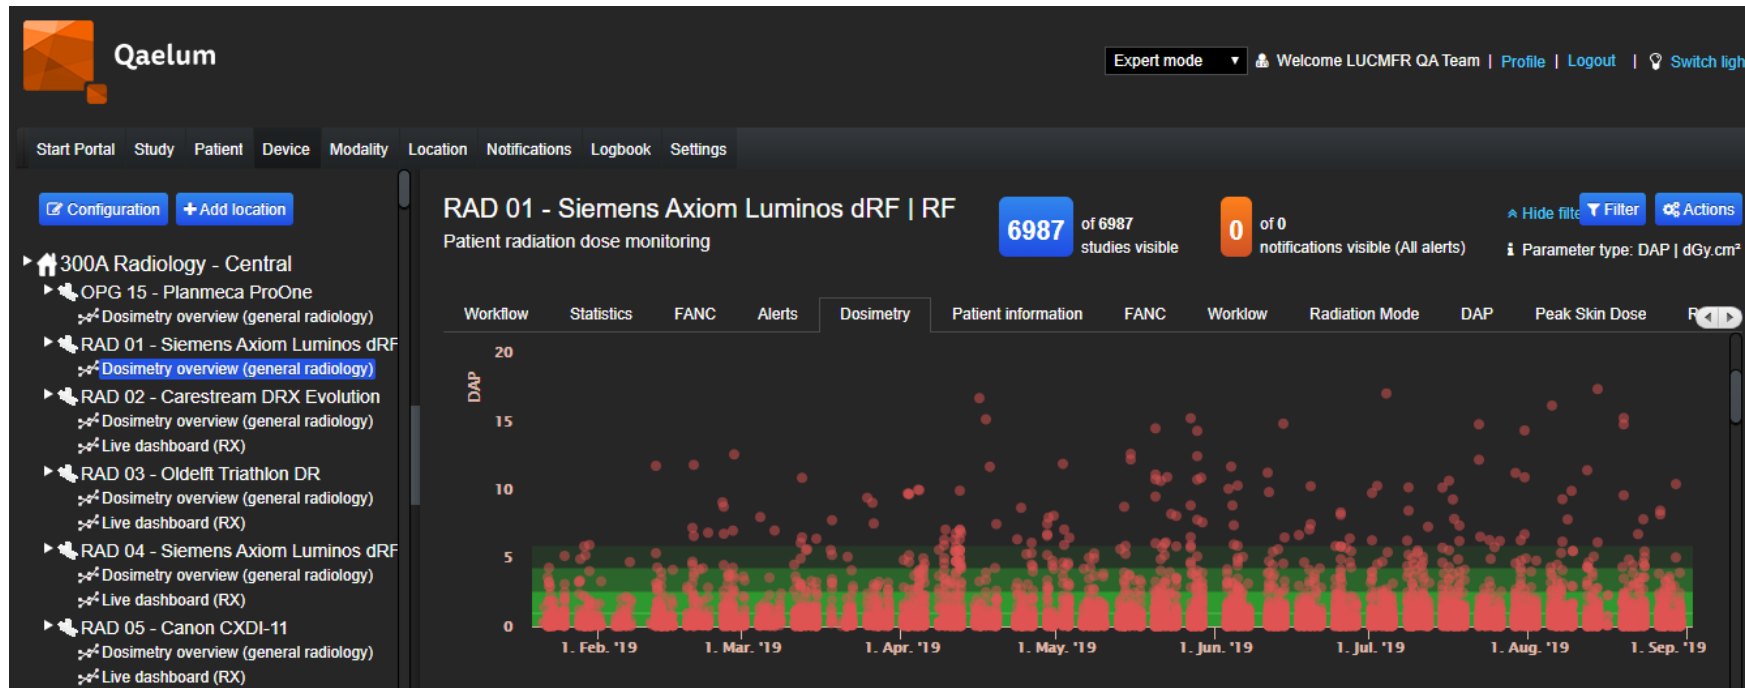 Qaelum
Expert mode
Welcome LUCMFR QA Team | Profile | Logout |
Switch ligh
Start Portal Study Patient Device Modality Location Notifications Logbook Settings
Configuration
+ Add location
300A Radiology - Central
OPG 15 - Planmeca ProOne
Dosimetry overview (general radiology)
RAD 01 - Siemens Axiom Luminos dRF
Dosimetry overview (general radiology)
RAD 02 - Carestream DRX Evolution
Dosimetry overview (general radiology)
Live dashboard (RX)
RAD 03 - Oldelft Triathlon DR
Dosimetry overview (general radiology)
Live dashboard (RX)
RAD 04 - Siemens Axiom Luminos dRF
Dosimetry overview (general radiology)
Live dashboard (RX)
RAD 05 - Canon CXDI-11
Dosimetry overview (general radiology)
Live dashboard (RX)
RAD 01 - Siemens Axiom Luminos dRF | RF
Patient radiation dose monitoring
6987
of 6987
studies visible
0
of 0
notifications visible (All alerts)
Hide filte
Filter
Actions
Parameter type: DAP | dGy.cm²
Workflow Statistics FANC Alerts Dosimetry Patient information FANC Worklow Radiation Mode DAP Peak Skin Dose
DAP
20
15
10
5
0
1. Feb. '19 1. Mar. '19 1. Apr. '19 1. May. '19 1. Jun. '19 1. Jul. '19 1. Aug. '19 1. Sep. '19